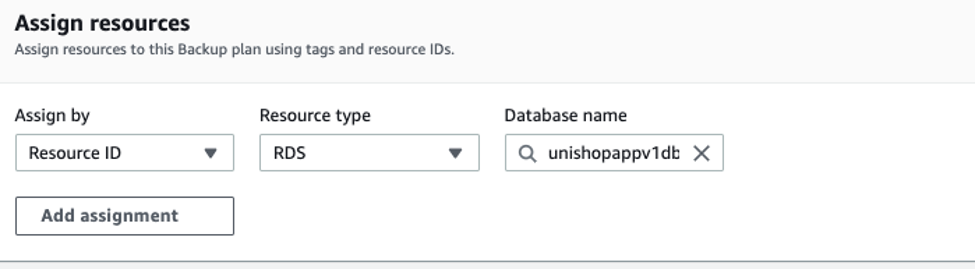 Assign resources
Assign resources to this Backup plan using tags and resource IDs.
Assign by Resource type Database name
Resource ID RDS unishopappv1db
Add assignment